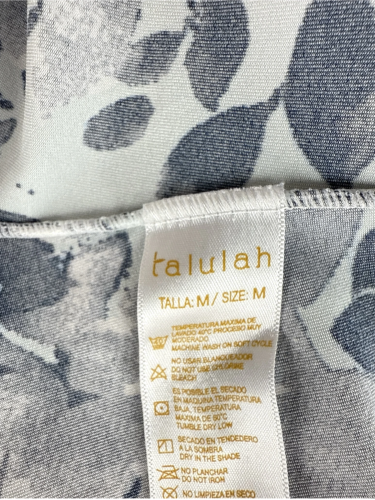 talulah
TALLA: M / SIZE: M
TEMPERATURA MAXIMA DE
LAVADO 40ºC PROCESO MUY
MODERADO
MACHINE WASH ON SOFT CYCLE
NO USAR BLANQUEADOR
DO NOT USE CHLORINE
BLEACH
ES POSIBLE EL SECADO
EN MAQUINA TEMPERATURA
BAJA, TEMPERATURA
MAXIMA DE 60ºC
TUMBLE DRY LOW
SECADO EN TENDEDERO
A LA SOMBRA
DRY IN THE SHADE
NO PLANCHAR
DO NOT IRON
NO LIMPIEZA EN SECO